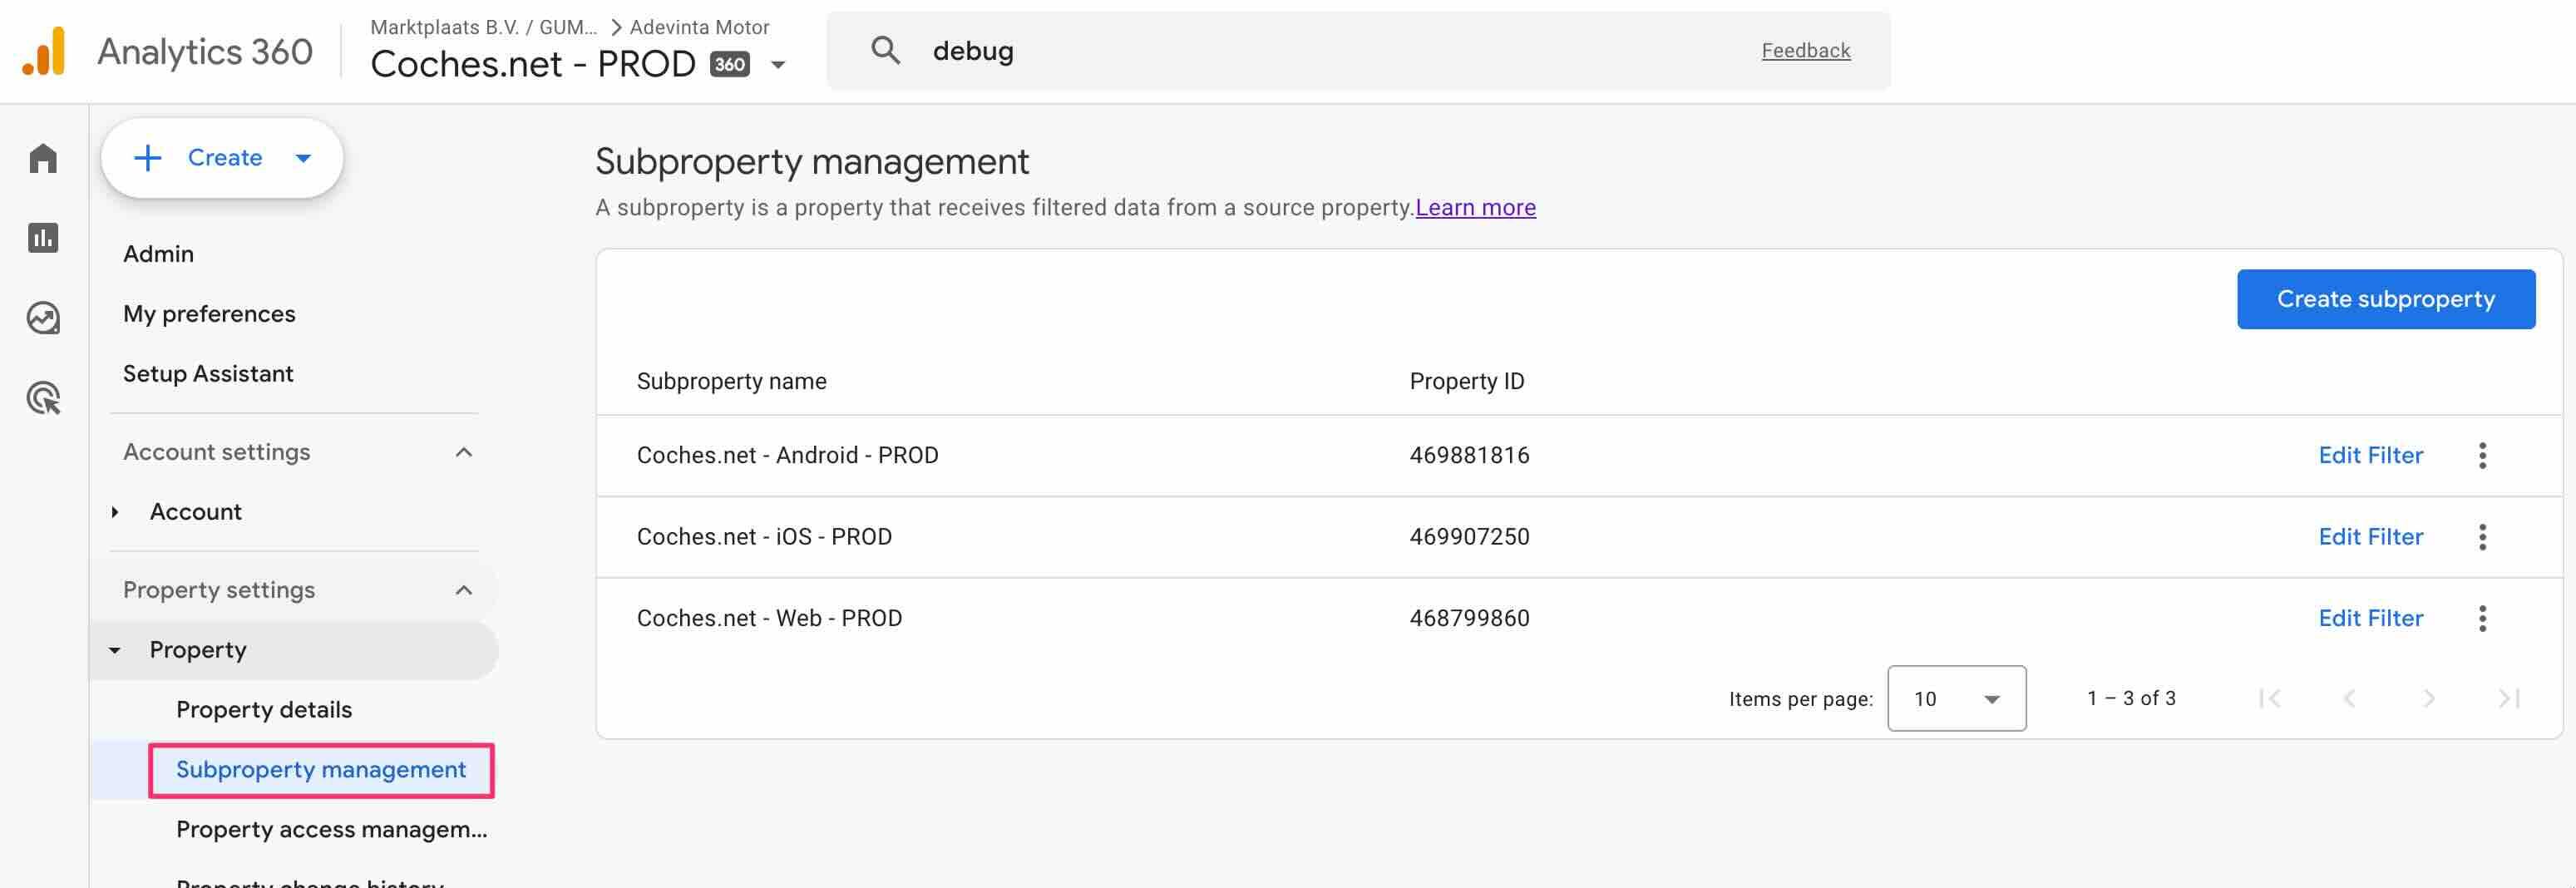 Analytics 360
Marktplaats B.V. / GUM... > Adevinta Motor
Coches.net - PROD 360
debug
Feedback
Create
Admin
My preferences
Setup Assistant
Account settings
Account
Property settings
Property
Property details
Subproperty management
Property access managem...
Property change history
Subproperty management
A subproperty is a property that receives filtered data from a source property.Learn more
Create subproperty
Subproperty name Property ID
Coches.net - Android - PROD 469881816 Edit Filter
Coches.net - iOS - PROD 469907250 Edit Filter
Coches.net - Web - PROD 468799860 Edit Filter
Items per page: 10 1 – 3 of 3